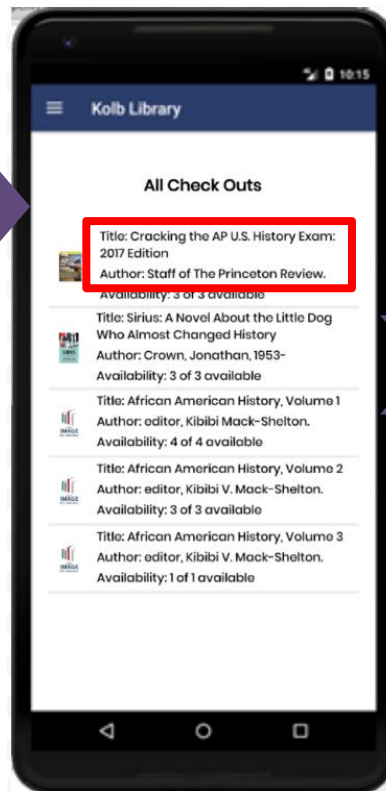 10:15
Kolb Library
All Check Outs
Title: Cracking the AP U.S. History Exam:
2017 Edition
Author: Staff of The Princeton Review.
Availability: 3 of 3 available
Title: Sirius: A Novel About the Little Dog
Who Almost Changed History
Author: Crown, Jonathan, 1953-
Availability: 3 of 3 available
Title: African American History, Volume 1
Author: editor, Kibibi Mack-Shelton.
Availability: 4 of 4 available
Title: African American History, Volume 2
Author: editor, Kibibi V. Mack-Shelton.
Availability: 3 of 3 available
Title: African American History, Volume 3
Author: editor, Kibibi V. Mack-Shelton.
Availability: 1 of 1 available